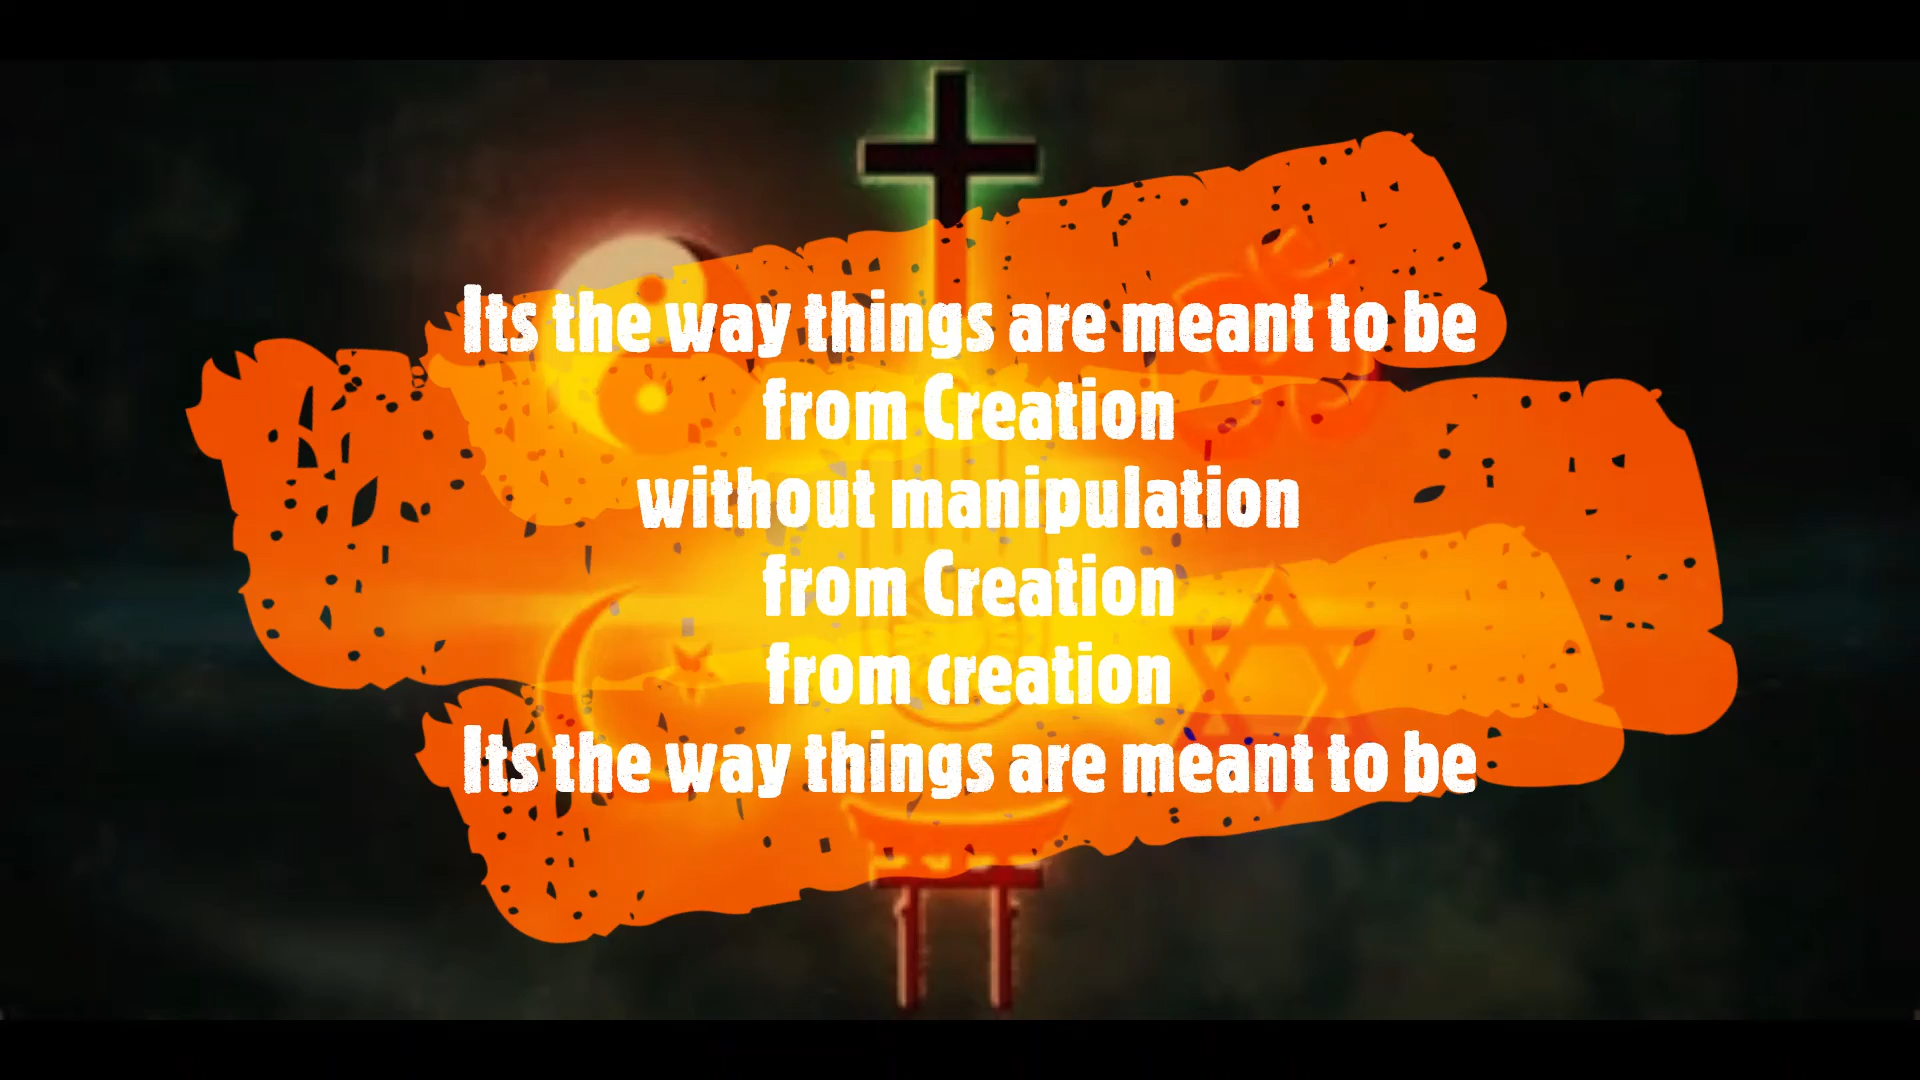 Its the way things are meant to be
from Creation
without manipulation
from Creation
from creation
Its the way things are meant to be